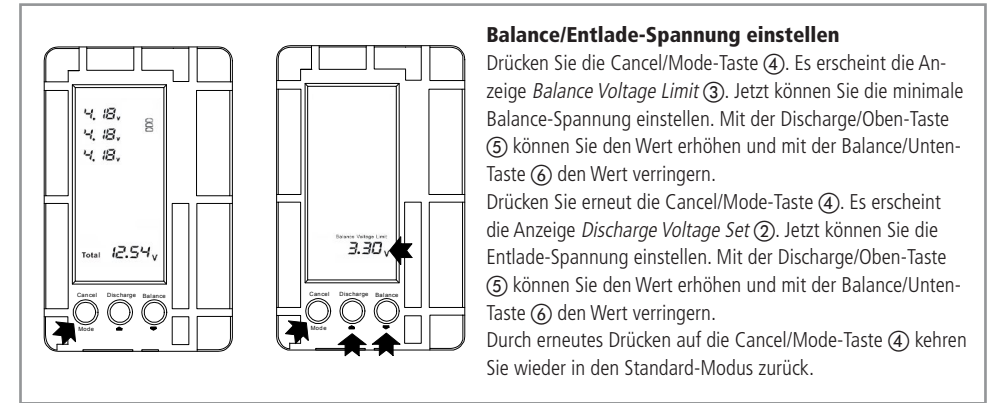 4.18v
4.18v
4.18v
Total 12.54v
Cancel Discharge Balance
Mode
Balance Voltage Limit
3.30v
Cancel Discharge Balance
Mode
Balance/Entlade-Spannung einstellen
Drücken Sie die Cancel/Mode-Taste ④. Es erscheint die An-
zeige Balance Voltage Limit ③. Jetzt können Sie die minimale
Balance-Spannung einstellen. Mit der Discharge/Oben-Taste
⑤ können Sie den Wert erhöhen und mit der Balance/Unten-
Taste ⑥ den Wert verringern.
Drücken Sie erneut die Cancel/Mode-Taste ④. Es erscheint
die Anzeige Discharge Voltage Set ②. Jetzt können Sie die
Entlade-Spannung einstellen. Mit der Discharge/Oben-Taste
⑤ können Sie den Wert erhöhen und mit der Balance/Unten-
Taste ⑥ den Wert verringern.
Durch erneutes Drücken auf die Cancel/Mode-Taste ④ kehren
Sie wieder in den Standard-Modus zurück.